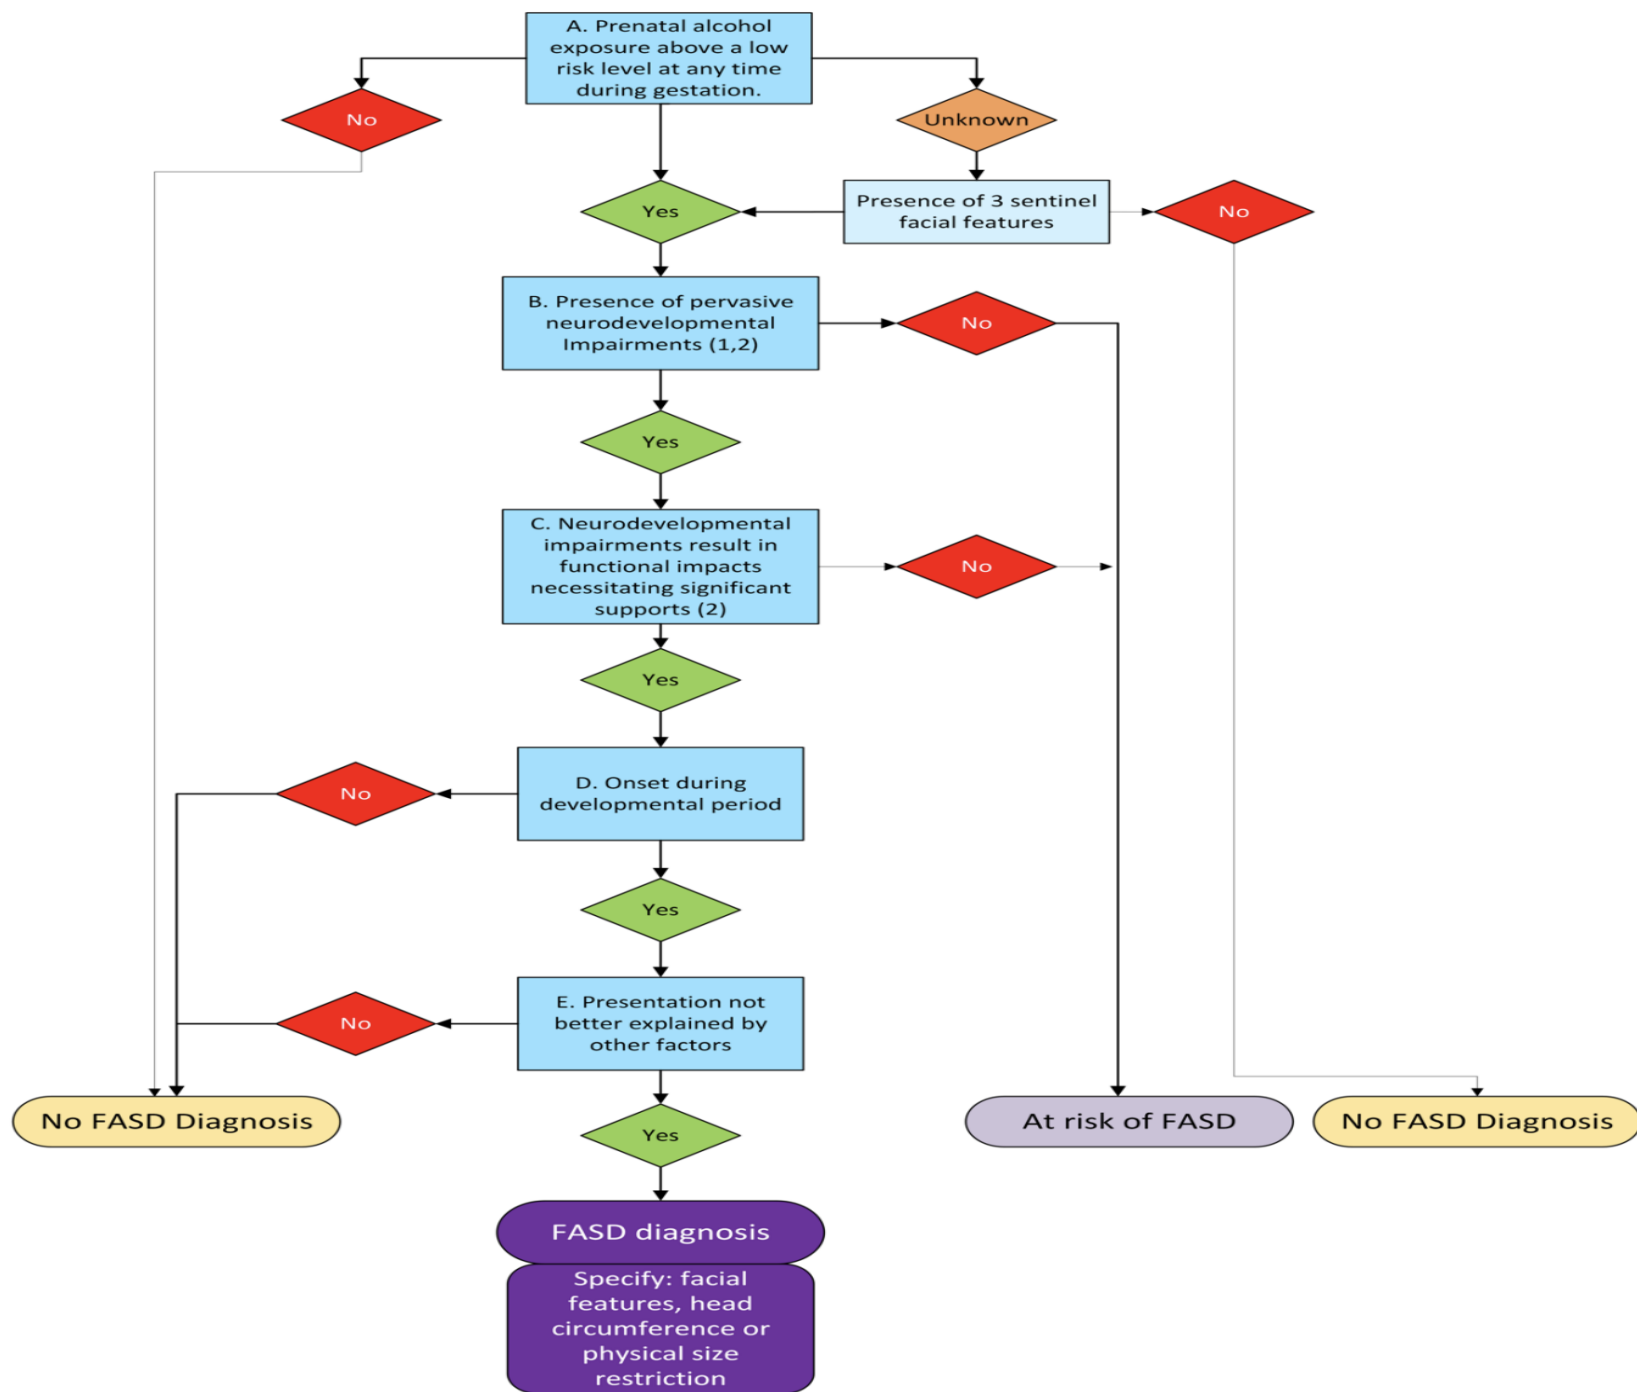 A. Prenatal alcohol
exposure above a low
risk level at any time
during gestation.
No
Unknown
Yes
Presence of 3 sentinel
facial features
No
B. Presence of pervasive
neurodevelopmental
Impairments (1,2)
No
Yes
C. Neurodevelopmental
impairments result in
functional impacts
necessitating significant
supports (2)
No
Yes
No
D. Onset during
developmental period
Yes
No
E. Presentation not
better explained by
other factors
No FASD Diagnosis
Yes
At risk of FASD
No FASD Diagnosis
FASD diagnosis
Specify: facial
features, head
circumference or
physical size
restriction